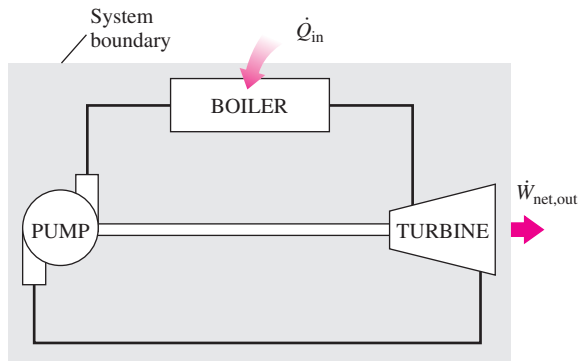 System
boundary
Q̇in
BOILER
Ẇnet,out
PUMP
TURBINE